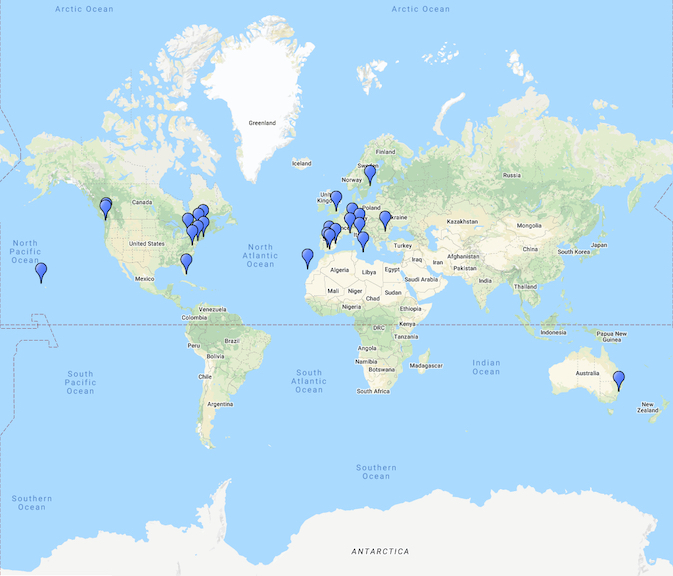 Arctic Ocean
Arctic Ocean
Greenland
Iceland
Finland
Norway
Russia
Canada
Poland
Kazakhstan
Mongolia
United States
North
Pacific
Ocean
North
Atlantic
Ocean
Turkey
Afghanistan
China
Japan
South Korea
Iraq
Iran
Pakistan
Algeria
Libya
Egypt
Saudi Arabia
India
Mexico
Mali
Niger
Chad
Sudan
Thailand
Nigeria
Ethiopia
Venezuela
Colombia
DRC
Kenya
Tanzania
Indonesia
Papua New
Guinea
Brazil
Peru
Bolivia
Angola
Namibia
Botswana
Madagascar
Indian
Ocean
South
Pacific
Ocean
South
Atlantic
Ocean
Chile
Argentina
South Africa
Australia
New
Zealand
Southern
Ocean
Southern
Ocean
ANTARCTICA